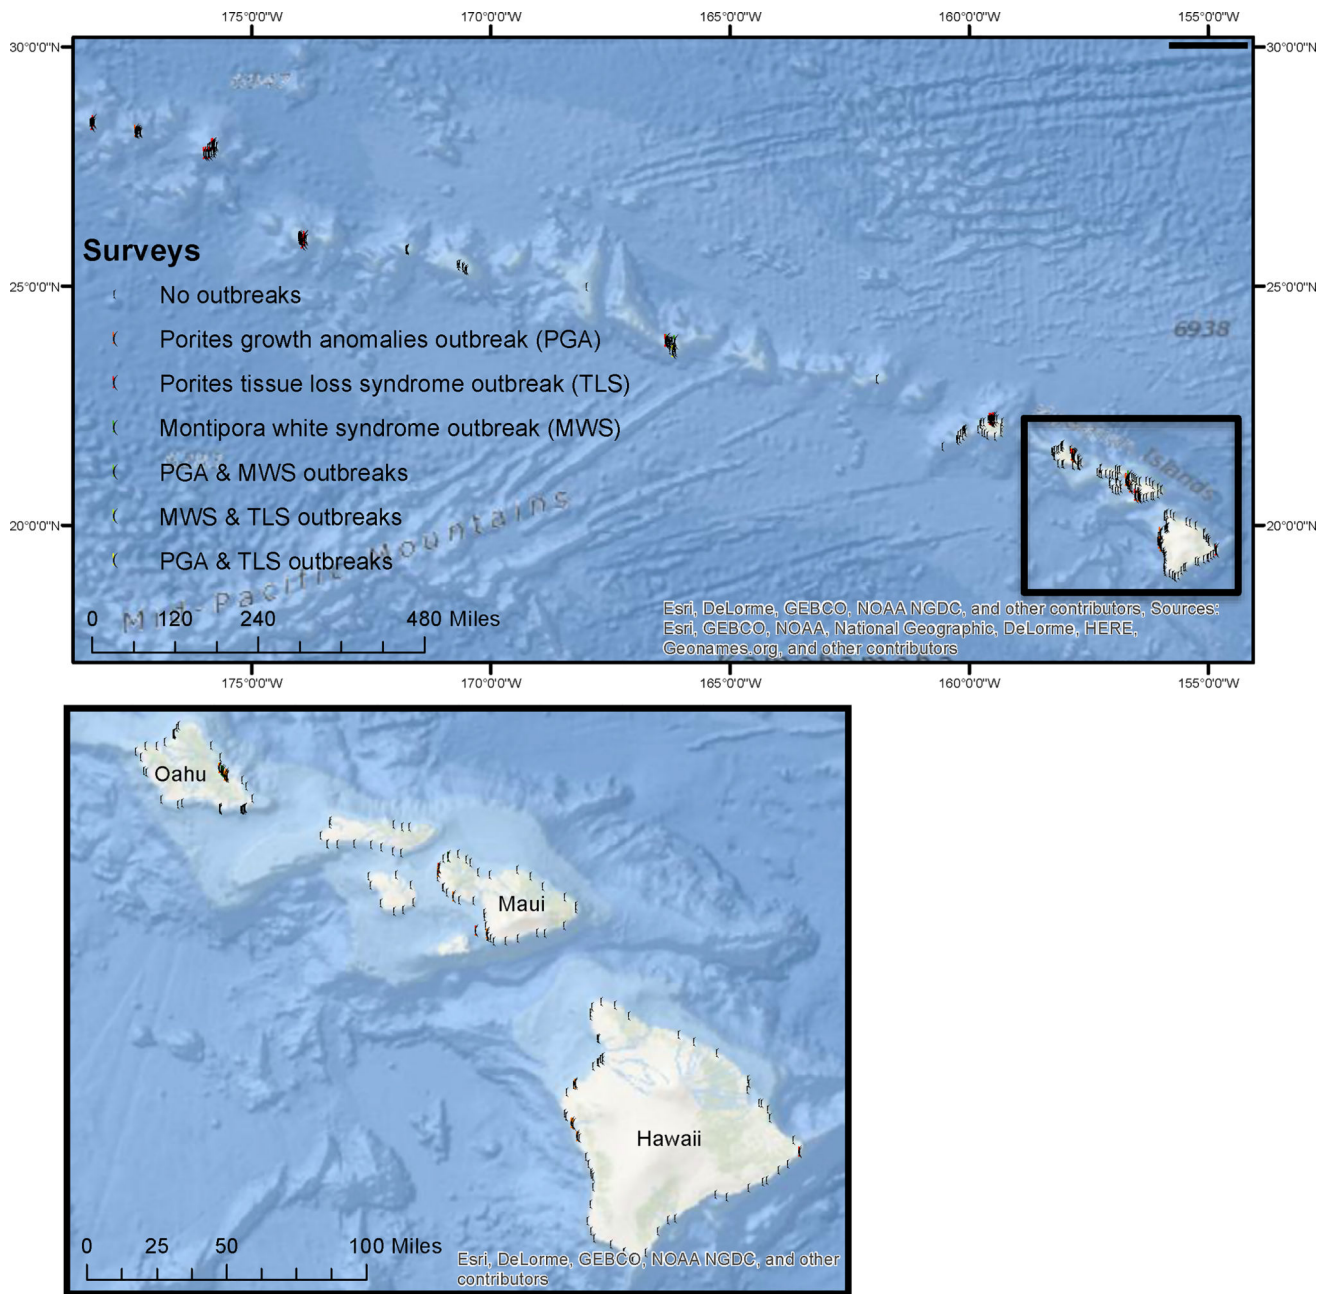 175°0'0"W 170°0'0"W 165°0'0"W 160°0'0"W 155°0'0"W
30°0'0"N 30°0'0"N
Surveys
No outbreaks
Porites growth anomalies outbreak (PGA)
Porites tissue loss syndrome outbreak (TLS)
Montipora white syndrome outbreak (MWS)
PGA & MWS outbreaks
MWS & TLS outbreaks
PGA & TLS outbreaks
25°0'0"N 25°0'0"N
6938
Islands
20°0'0"N 20°0'0"N
Mid-Pacific Mountains
0 120 240 480 Miles
Esri, DeLorme, GEBCO, NOAA NGDC, and other contributors, Sources:
Esri, GEBCO, NOAA, National Geographic, DeLorme, HERE,
Geonames.org, and other contributors
175°0'0"W 170°0'0"W 165°0'0"W 160°0'0"W 155°0'0"W
Oahu
Maui
Hawaii
0 25 50 100 Miles
Esri, DeLorme, GEBCO, NOAA NGDC, and other
contributors